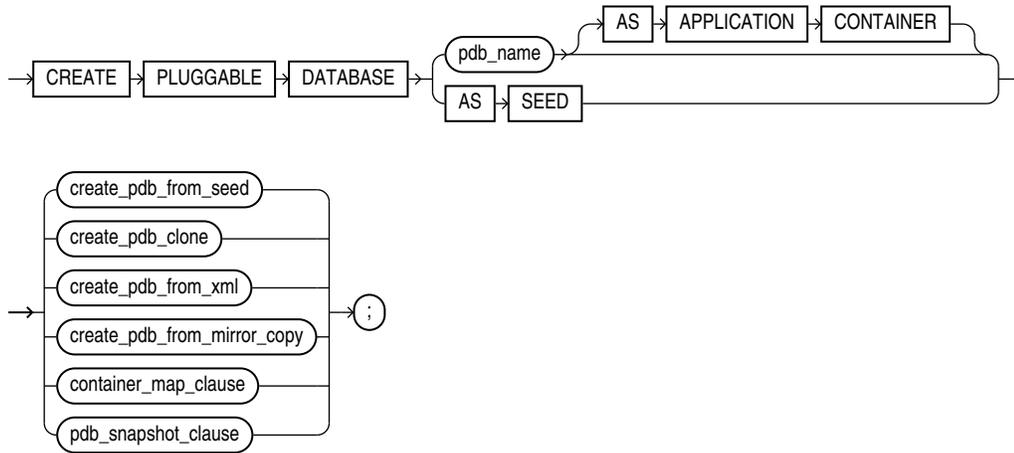 AS APPLICATION CONTAINER
pdb_name
CREATE PLUGGABLE DATABASE
AS SEED
create_pdb_from_seed
create_pdb_clone
create_pdb_from_xml
;
create_pdb_from_mirror_copy
container_map_clause
pdb_snapshot_clause